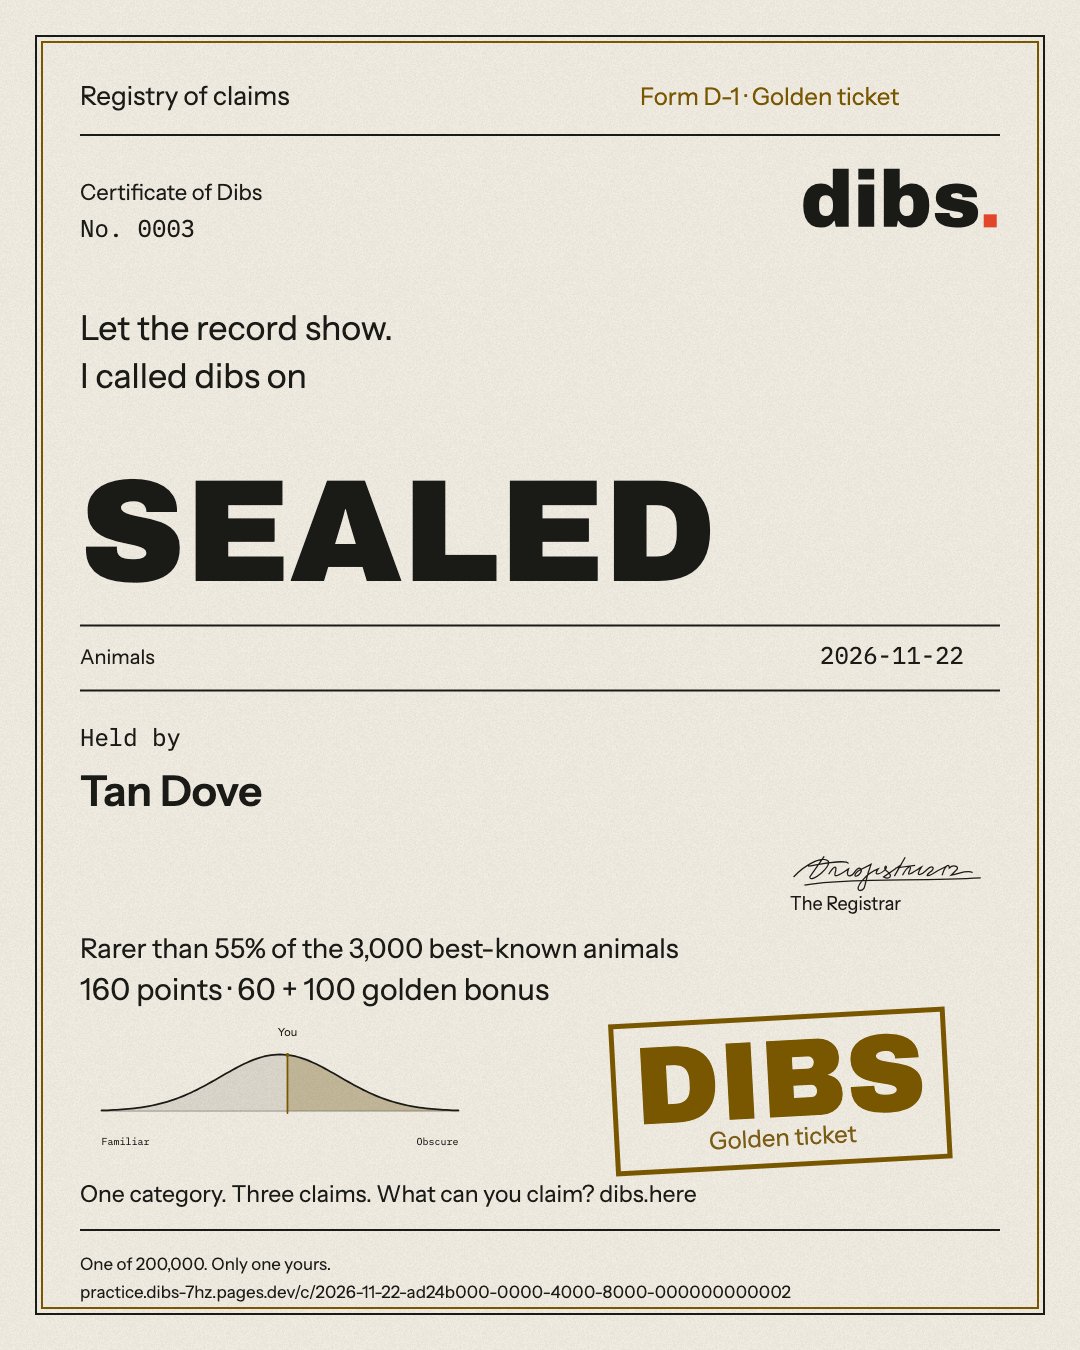 Registry of claims
Form D-1 · Golden ticket
Certificate of Dibs
No. 0003
dibs.
Let the record show.
I called dibs on
SEALED
Animals
2026-11-22
Held by
Tan Dove
The Registrar
Rarer than 55% of the 3,000 best-known animals
160 points · 60 + 100 golden bonus
You
Familiar
Obscure
DIBS
Golden ticket
One category. Three claims. What can you claim? dibs.here
One of 200,000. Only one yours.
practice.dibs-7hz.pages.dev/c/2026-11-22-ad24b000-0000-4000-8000-000000000002